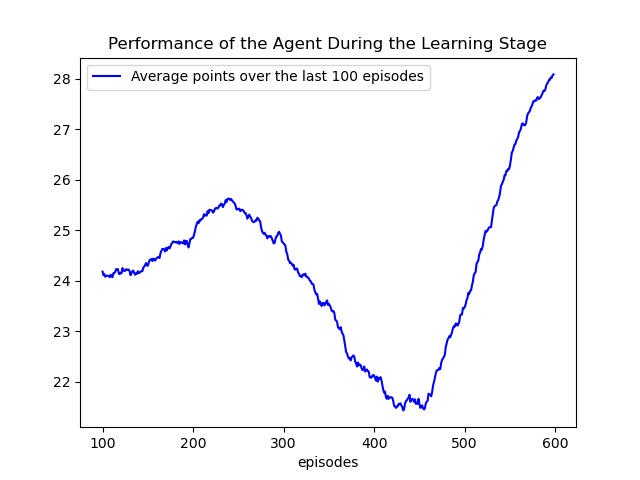 Performance of the Agent During the Learning Stage
Average points over the last 100 episodes
28
27
26
25
24
23
22
100 200 300 400 500 600
episodes